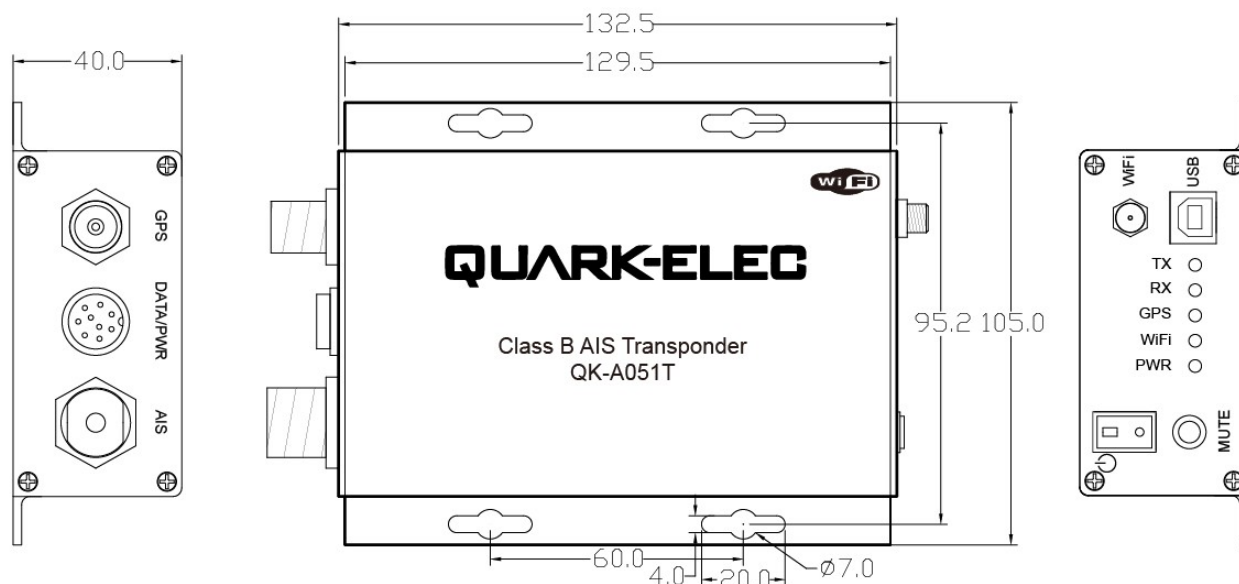 132.5
129.5
40.0
GPS
DATA/PWR
AIS
WiFi
QUARK-ELEC
Class B AIS Transponder
QK-A051T
95.2
105.0
WiFi
USB
TX
RX
GPS
WiFi
PWR
MUTE
60.0
4.0
20.0
Ø7.0